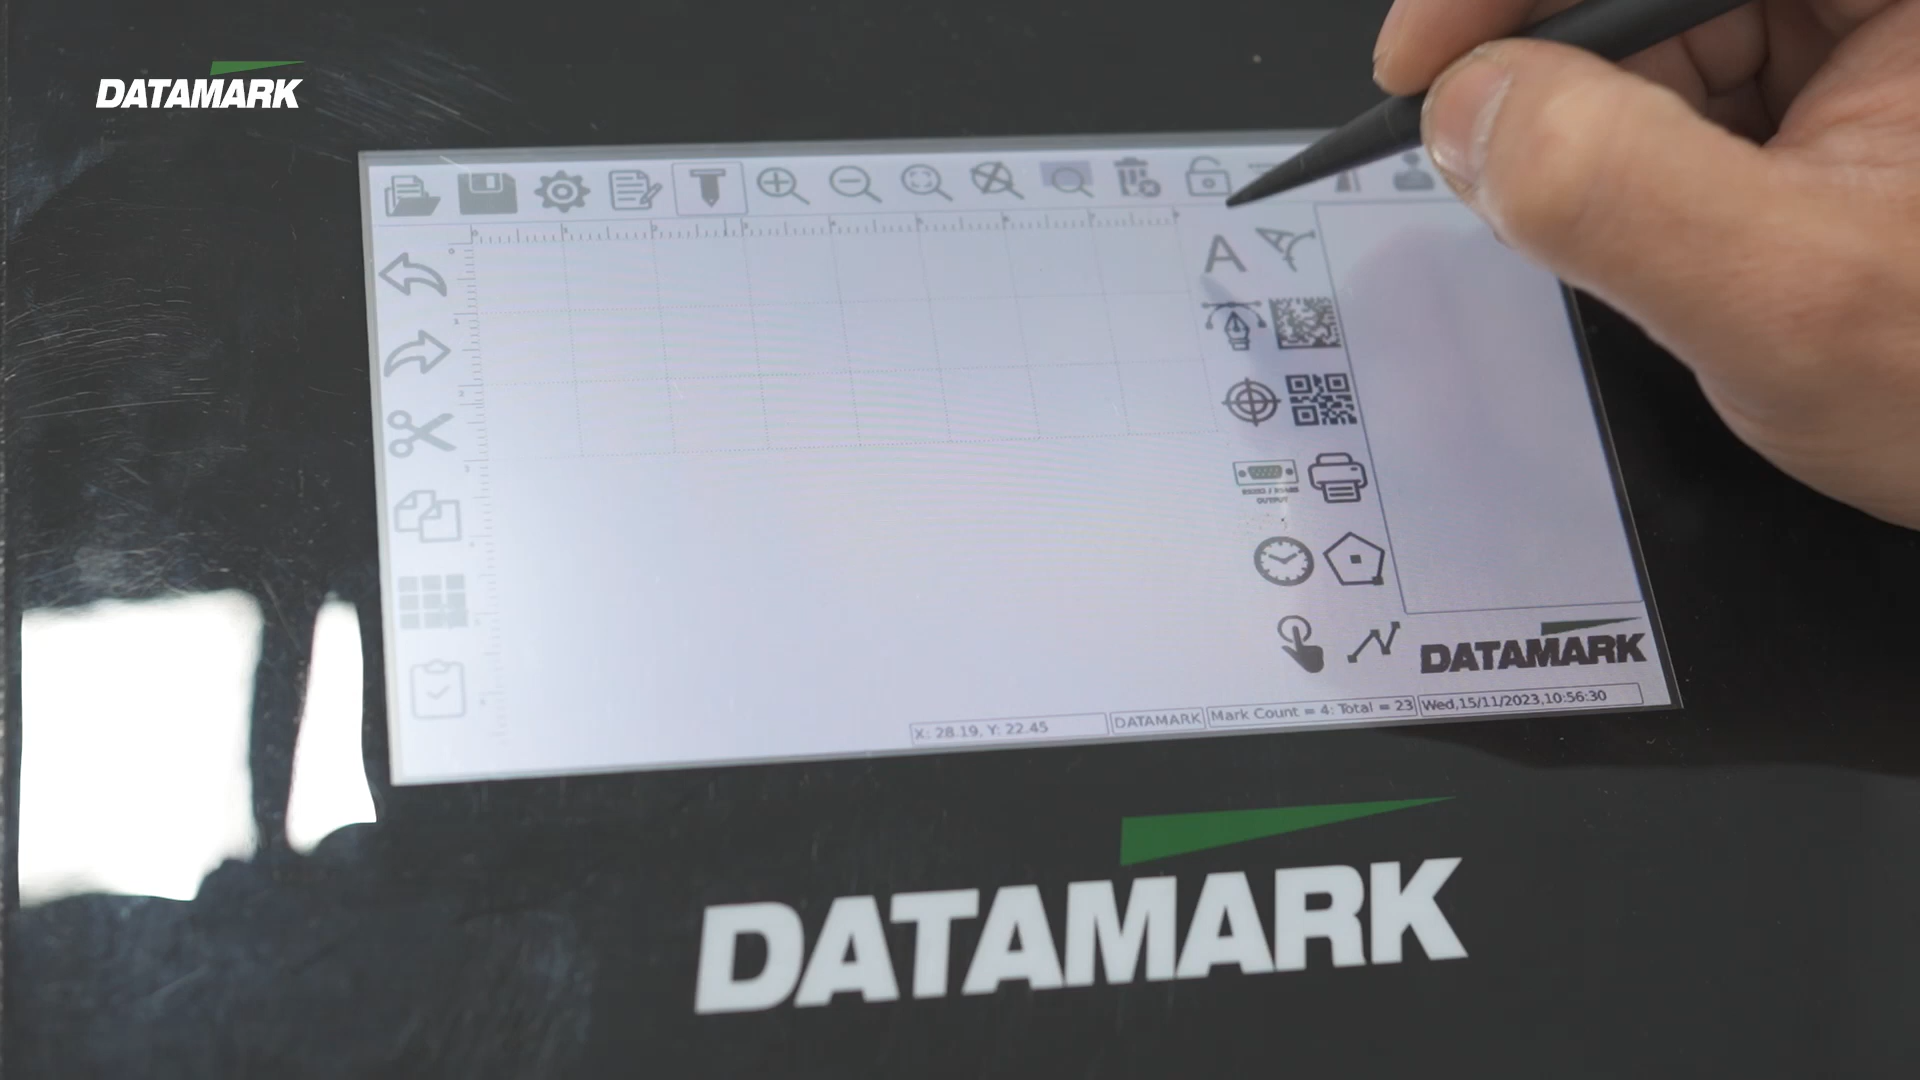 DATAMARK
A
OUTPUT
DATAMARK
X: 28.19, Y: 22.45
DATAMARK
Mark Count = 4: Total = 23
Wed,15/11/2023,10:56:30
DATAMARK